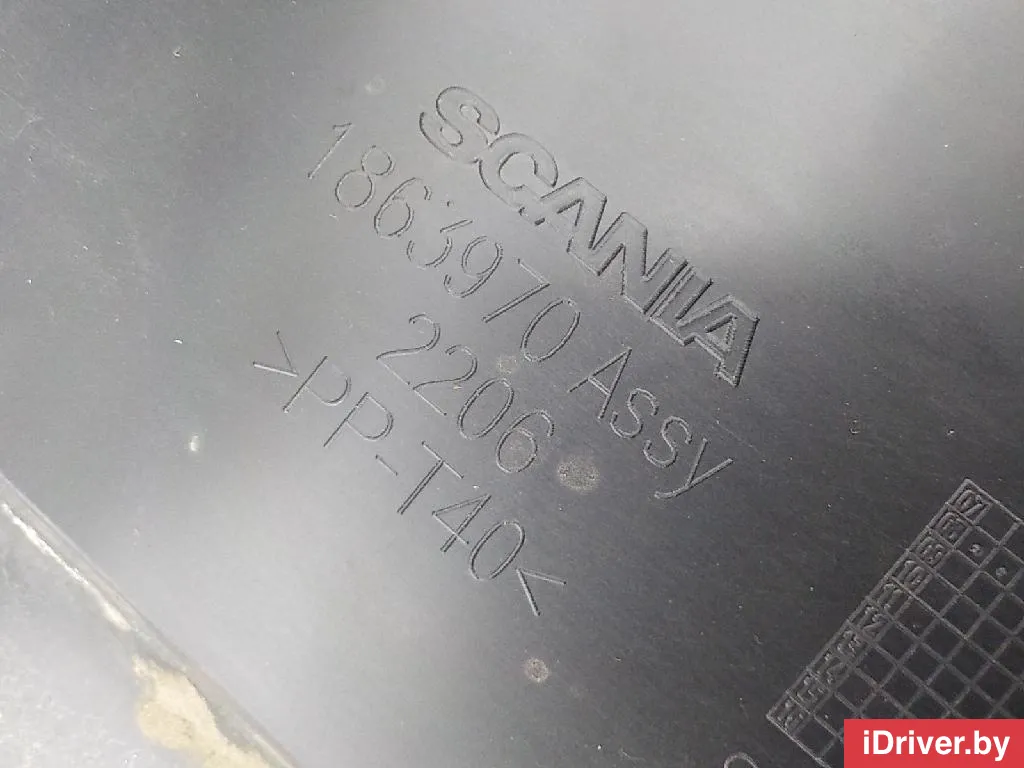 SCANIA
1863970 ASSY
2206
>PP-T40<
iDriver.by